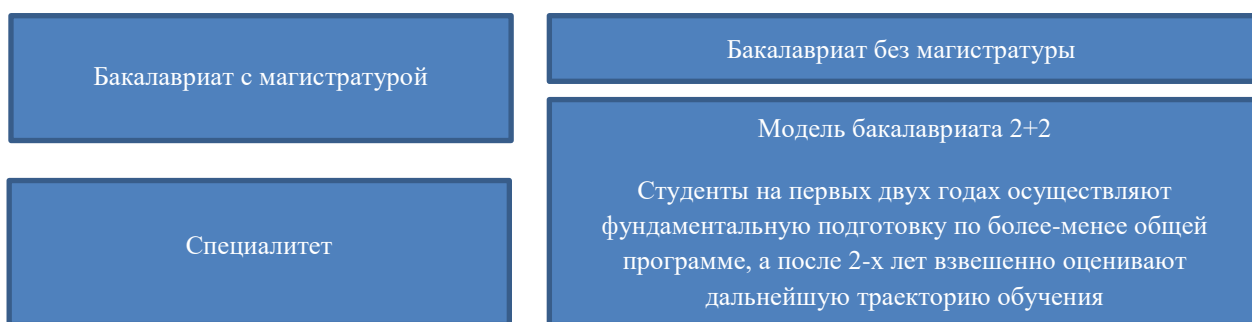 Бакалавриат с магистратурой
Специалитет
Бакалавриат без магистратуры
Модель бакалавриата 2+2
Студенты на первых двух годах осуществляют
фундаментальную подготовку по более-менее общей
программе, а после 2-х лет взвешенно оценивают
дальнейшую траекторию обучения